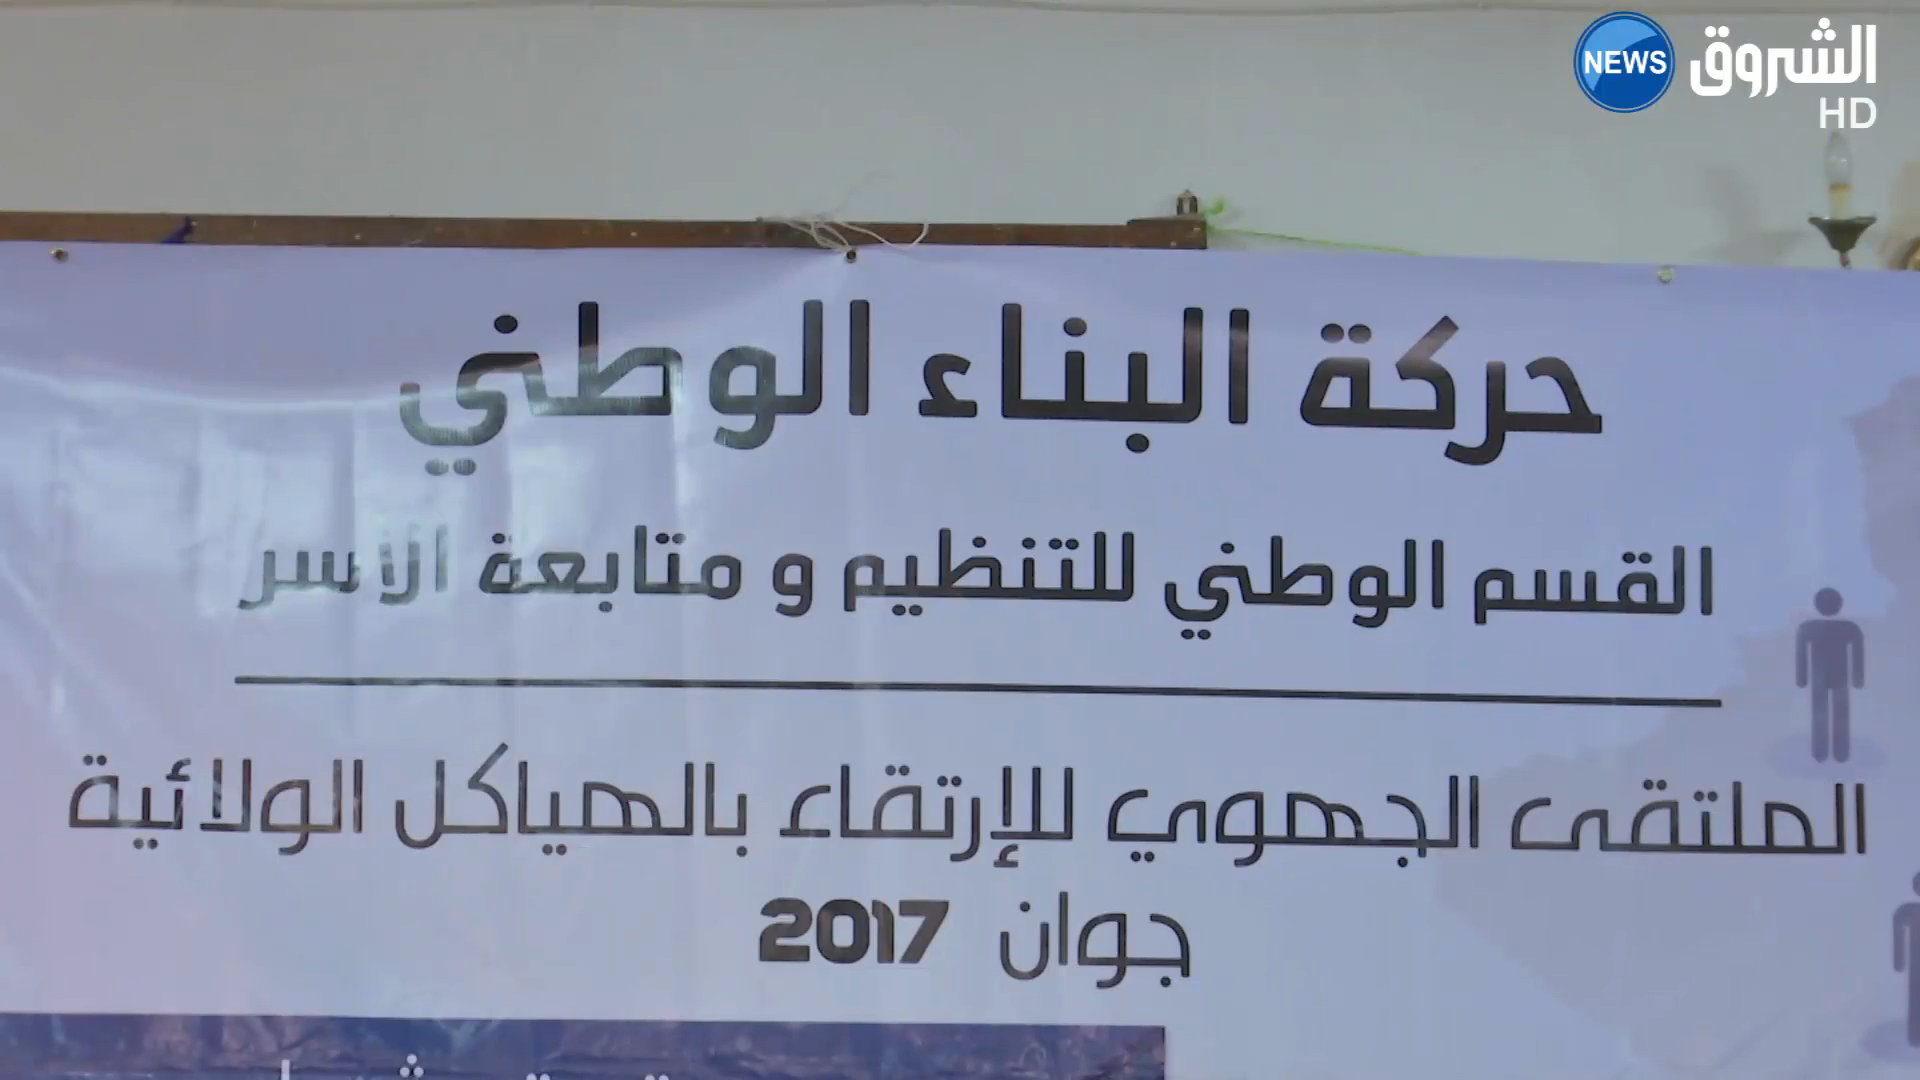 NEWS الشروق
HD
حركة البناء الوطني
القسم الوطني للتنظيم و متابعة الأسر
الملتقى الجهوي للإرتقاء بالهياكل الولائية
جوان 2017